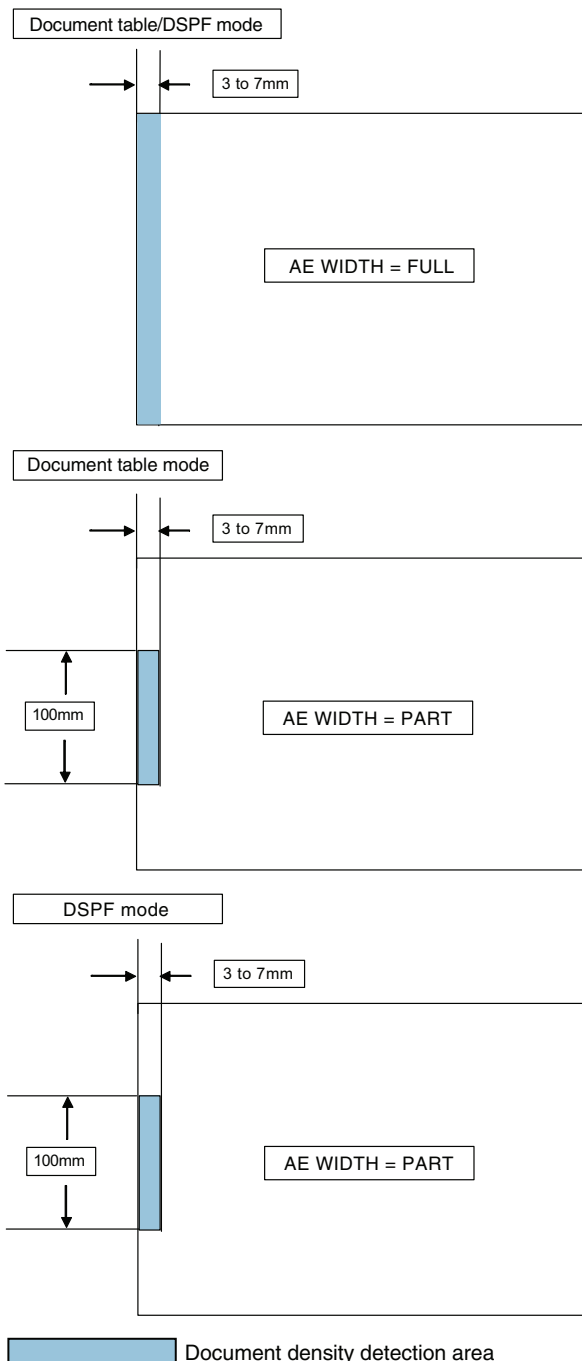 Document table/DSPF mode
3 to 7mm
AE WIDTH = FULL
Document table mode
3 to 7mm
100mm
AE WIDTH = PART
DSPF mode
3 to 7mm
100mm
AE WIDTH = PART
Document density detection area